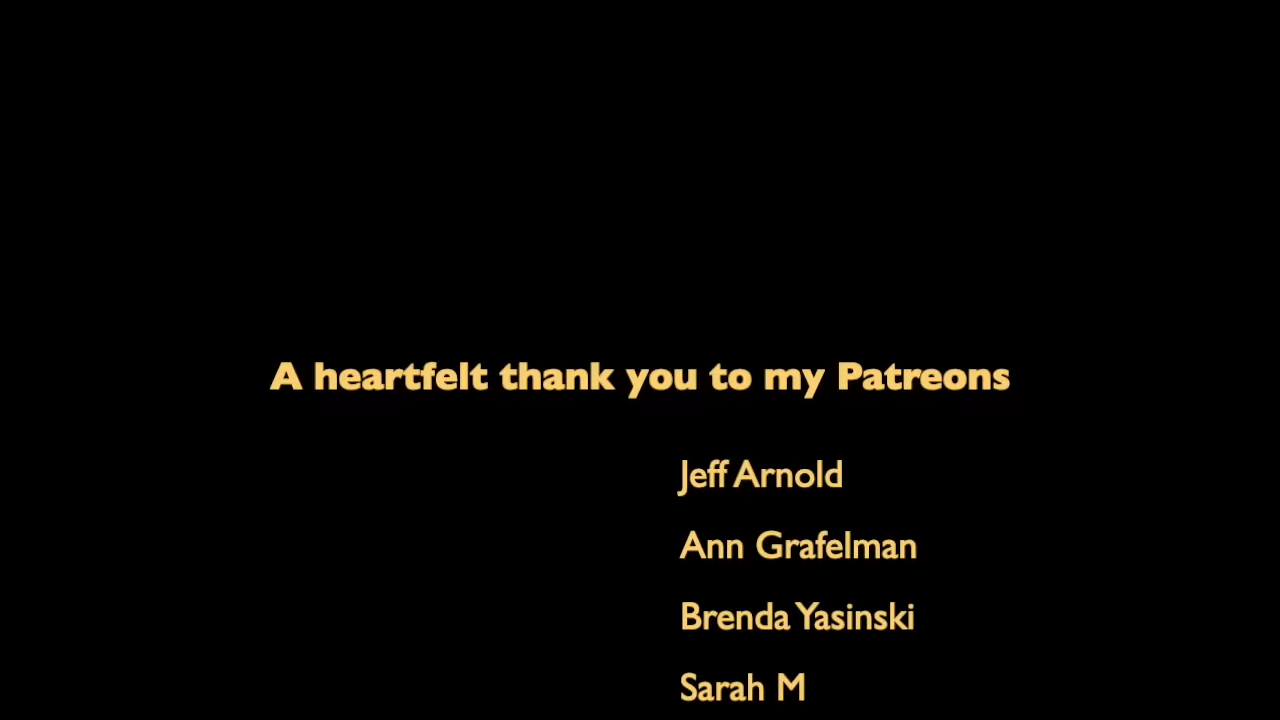 A heartfelt thank you to my Patreons
Jeff Arnold
Ann Grafelman
Brenda Yasinski
Sarah M